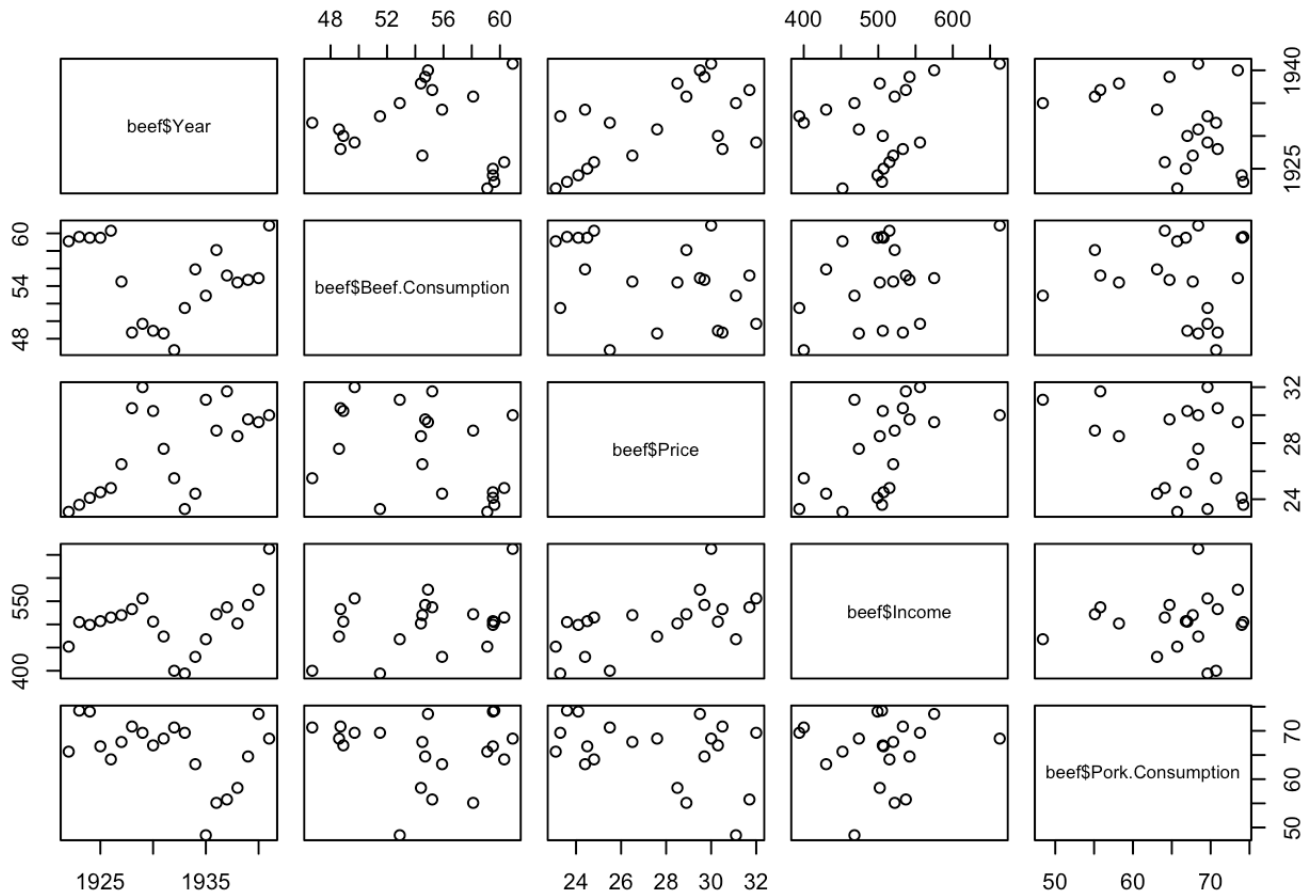 48 52 56 60 400 500 600
beef$Year
1925 1940
48 54 60
beef$Beef.Consumption
beef$Price
24 28 32
400 550
beef$Income
beef$Pork.Consumption
50 60 70
1925 1935 24 26 28 30 32 50 60 70